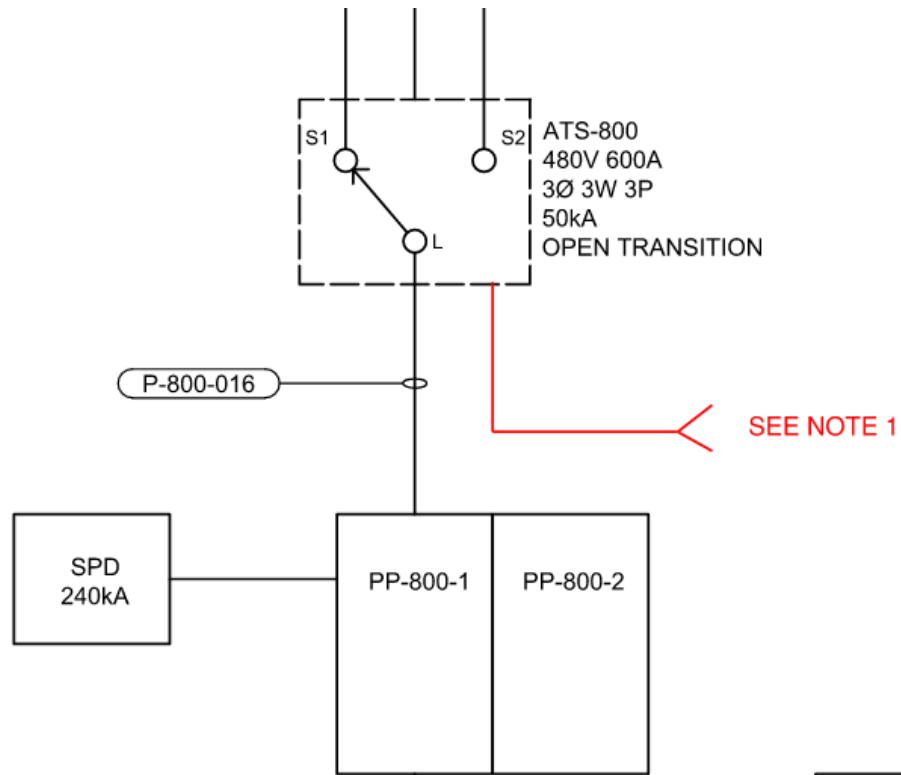 S1
S2
ATS-800
480V 600A
3Ø 3W 3P
50kA
OPEN TRANSITION
L
P-800-016
SEE NOTE 1
SPD
240kA
PP-800-1
PP-800-2